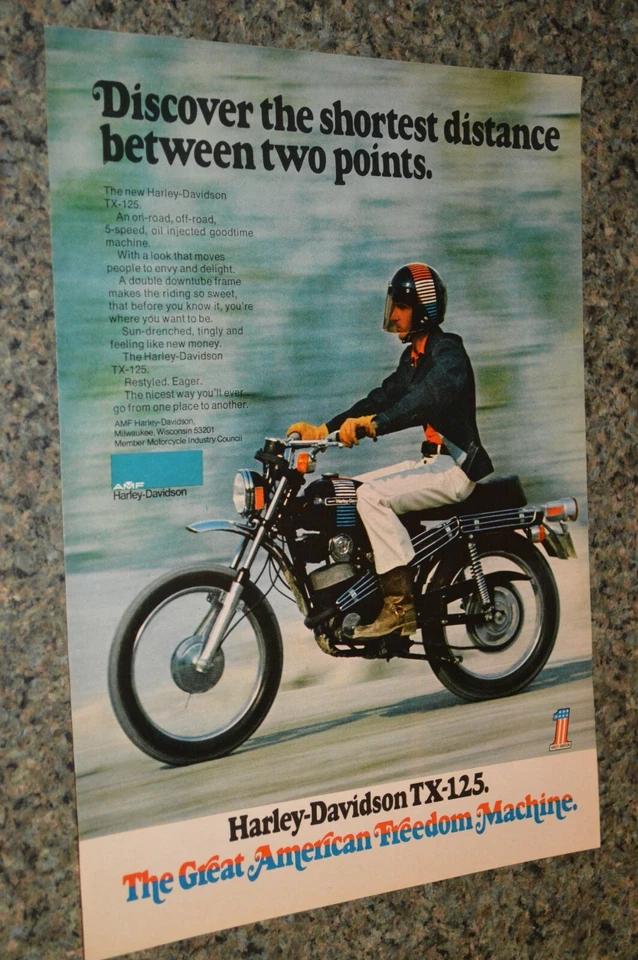 Discover the shortest distance
between two points.
The new Harley-Davidson
TX-125.
An on-road, off-road,
5-speed, oil injected goodtime
machine.
With a look that moves
people to envy and delight.
A double downtube frame
makes the riding so sweet,
that before you know it, you're
where you want to be.
Sun-drenched, tingly and
feeling like new money.
The Harley-Davidson
TX-125.
Restyled. Eager.
The nicest way you'll ever
go from one place to another.
AMF Harley-Davidson,
Milwaukee, Wisconsin 53201
Member Motorcycle Industry Council
AMF
Harley-Davidson
1
Harley-Davidson TX-125.
The Great American Freedom Machine.